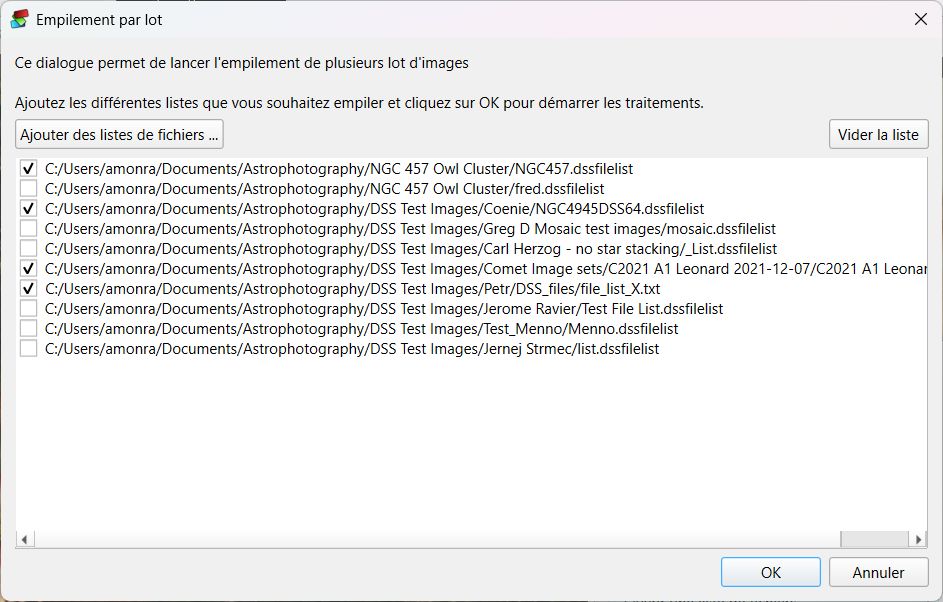 Empilement par lot
Ce dialogue permet de lancer l'empilement de plusieurs lot d'images
Ajoutez les différentes listes que vous souhaitez empiler et cliquez sur OK pour démarrer les traitements.
Ajouter des listes de fichiers ... Vider la liste
C:/Users/amonra/Documents/Astrophotography/NGC 457 Owl Cluster/NGC457.dssfilelist
C:/Users/amonra/Documents/Astrophotography/NGC 457 Owl Cluster/fred.dssfilelist
C:/Users/amonra/Documents/Astrophotography/DSS Test Images/Coenie/NGC4945DSS64.dssfilelist
C:/Users/amonra/Documents/Astrophotography/DSS Test Images/Greg D Mosaic test images/mosaic.dssfilelist
C:/Users/amonra/Documents/Astrophotography/DSS Test Images/Carl Herzog - no star stacking/_List.dssfilelist
C:/Users/amonra/Documents/Astrophotography/DSS Test Images/Comet Image sets/C2021 A1 Leonard 2021-12-07/C2021 A1 Leonar
C:/Users/amonra/Documents/Astrophotography/DSS Test Images/Petr/DSS_files/file_list_X.txt
C:/Users/amonra/Documents/Astrophotography/DSS Test Images/Jerome Ravier/Test File List.dssfilelist
C:/Users/amonra/Documents/Astrophotography/DSS Test Images/Test_Menno/Menno.dssfilelist
C:/Users/amonra/Documents/Astrophotography/DSS Test Images/Jernej Strmec/list.dssfilelist
OK Annuler